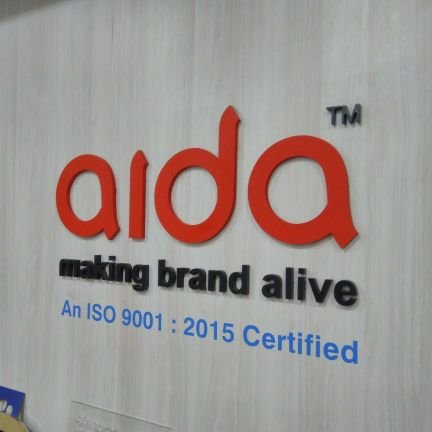 aida™
making brand alive
An ISO 9001 : 2015 Certified